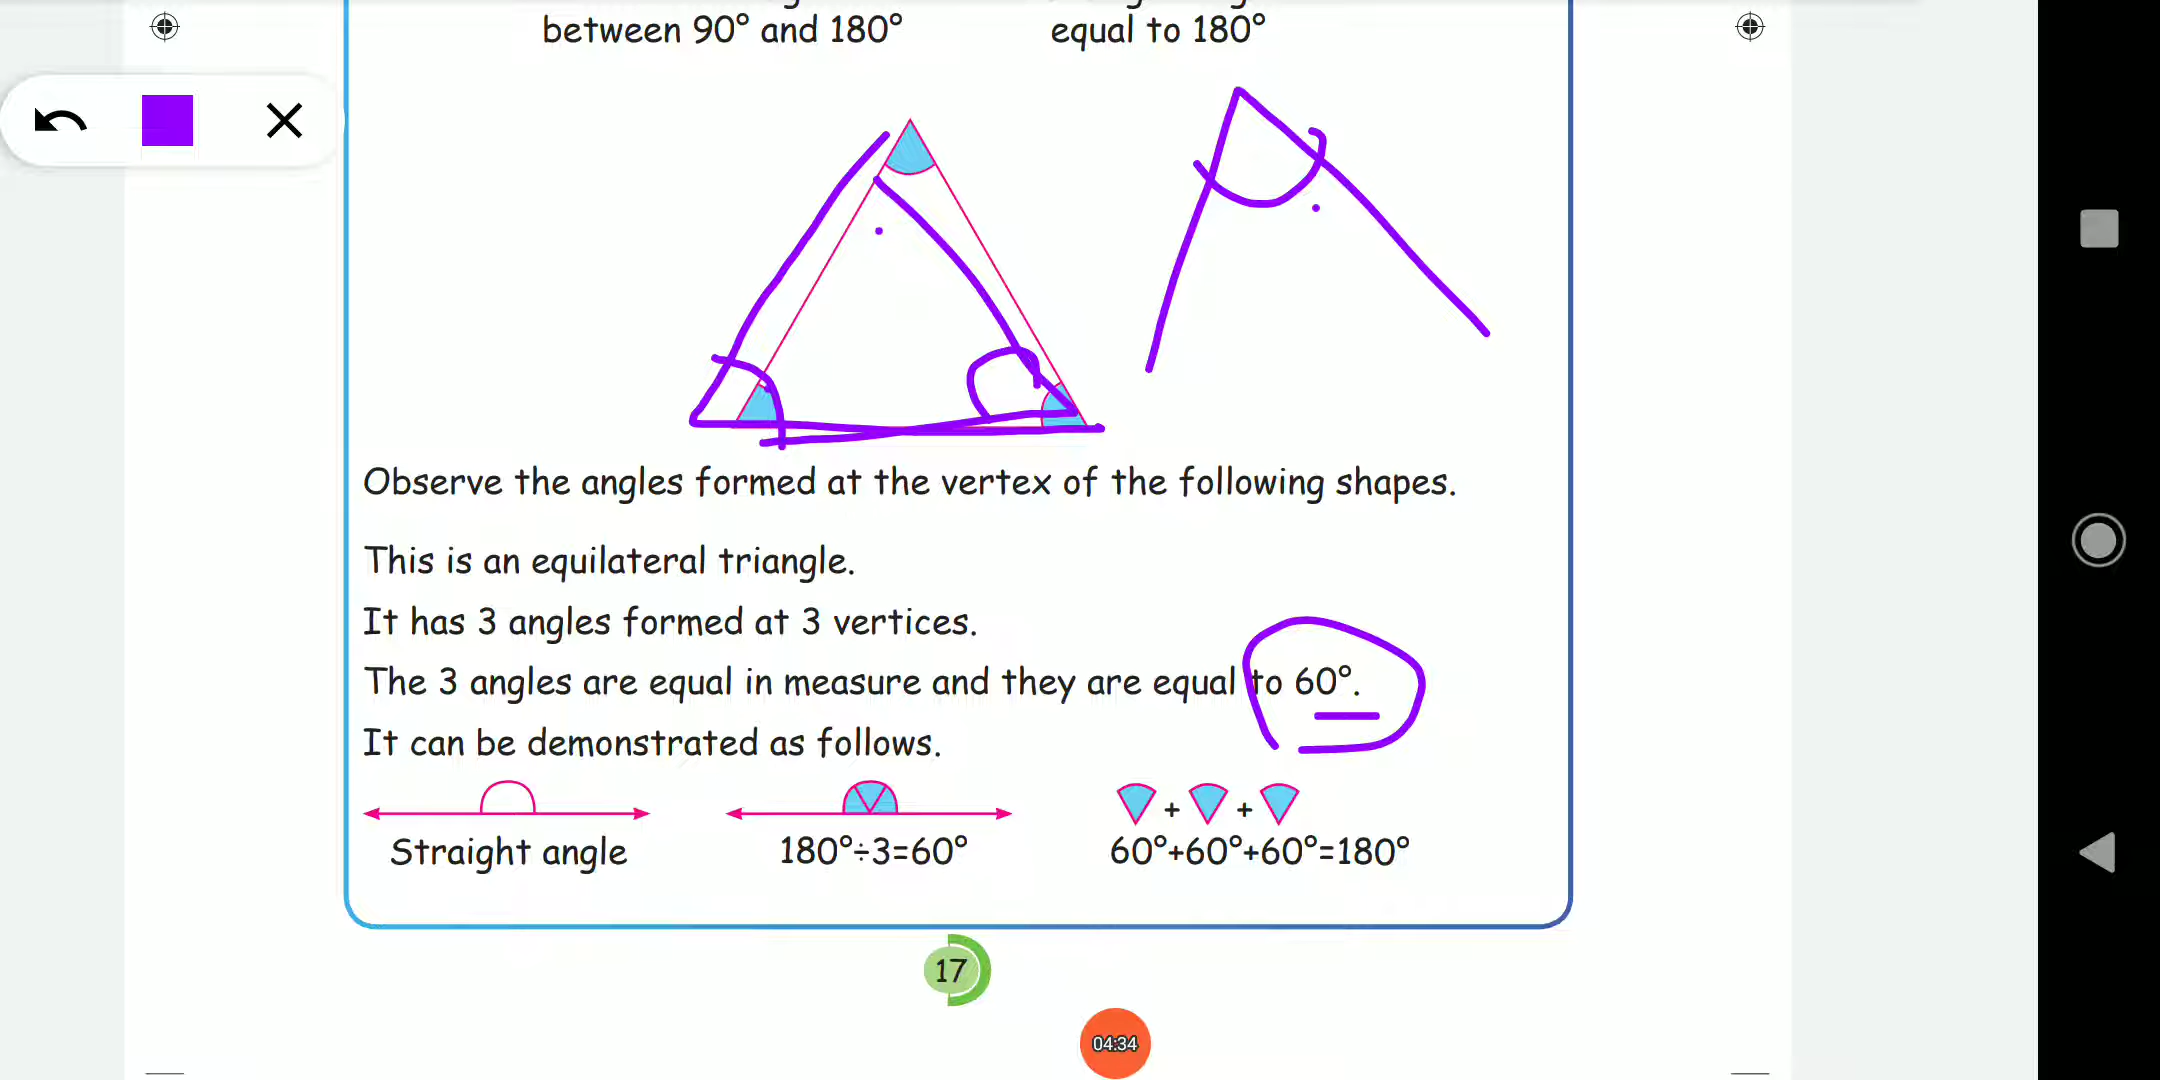 between 90° and 180°
equal to 180°
Observe the angles formed at the vertex of the following shapes.
This is an equilateral triangle.
It has 3 angles formed at 3 vertices.
The 3 angles are equal in measure and they are equal to 60°.
It can be demonstrated as follows.
+ +
Straight angle
180°÷3=60°
60°+60°+60°=180°
17
04:34